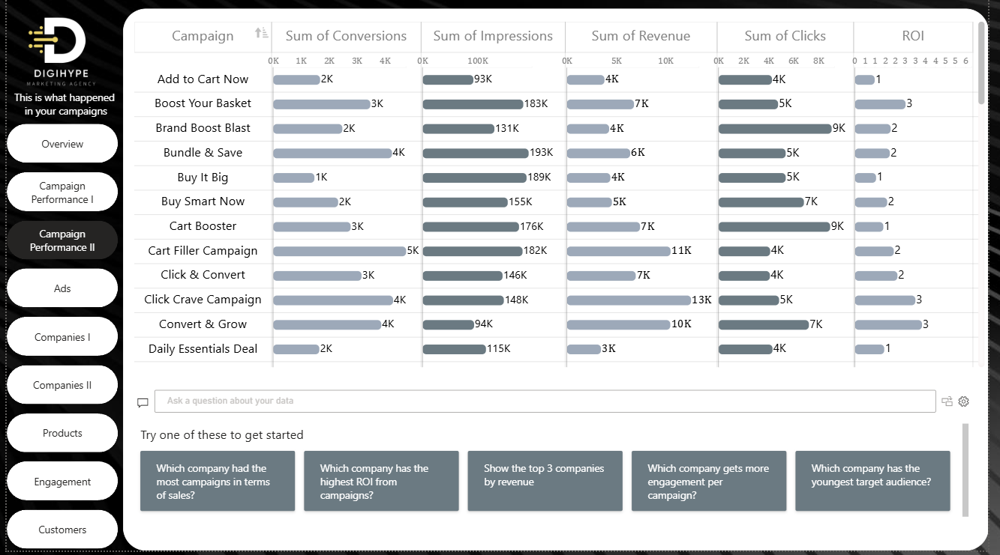 DIGIHYPE
MARKETING AGENCY
This is what happened
in your campaigns
Overview
Campaign
Performance I
Campaign
Performance II
Ads
Companies I
Companies II
Products
Engagement
Customers
Campaign Sum of Conversions Sum of Impressions Sum of Revenue Sum of Clicks ROI
0K 1K 2K 3K 4K 0K 100K 0K 5K 10K 0K 2K 4K 6K 8K 0 1 1 2 2 3 3 4 4 5 5 6
Add to Cart Now 2K 93K 4K 4K 1
Boost Your Basket 3K 183K 7K 5K 3
Brand Boost Blast 2K 131K 4K 9K 2
Bundle & Save 4K 193K 6K 5K 2
Buy It Big 1K 189K 4K 5K 1
Buy Smart Now 2K 155K 5K 7K 2
Cart Booster 3K 176K 7K 9K 1
Cart Filler Campaign 5K 182K 11K 4K 2
Click & Convert 3K 146K 7K 4K 2
Click Crave Campaign 4K 148K 13K 5K 3
Convert & Grow 4K 94K 10K 7K 3
Daily Essentials Deal 2K 115K 3K 4K 1
Ask a question about your data
Try one of these to get started
Which company had the
most campaigns in terms
of sales?
Which company has the
highest ROI from
campaigns?
Show the top 3 companies
by revenue
Which company gets more
engagement per
campaign?
Which company has the
youngest target audience?